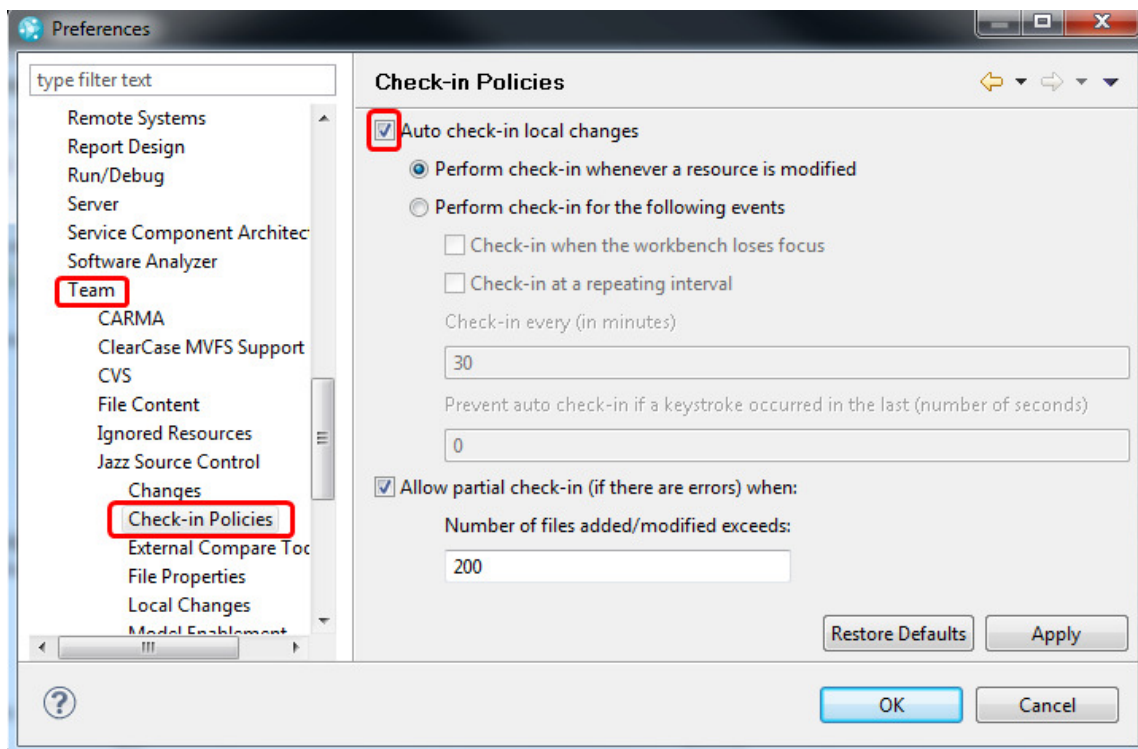 Preferences
type filter text
Remote Systems
Report Design
Run/Debug
Server
Service Component Architect
Software Analyzer
Team
CARMA
ClearCase MVFS Support
CVS
File Content
Ignored Resources
Jazz Source Control
Changes
Check-in Policies
External Compare Too
File Properties
Local Changes
Model Enablement
Check-in Policies
Auto check-in local changes
Perform check-in whenever a resource is modified
Perform check-in for the following events
Check-in when the workbench loses focus
Check-in at a repeating interval
Check-in every (in minutes)
30
Prevent auto check-in if a keystroke occurred in the last (number of seconds)
0
Allow partial check-in (if there are errors) when:
Number of files added/modified exceeds:
200
Restore Defaults
Apply
?
OK
Cancel